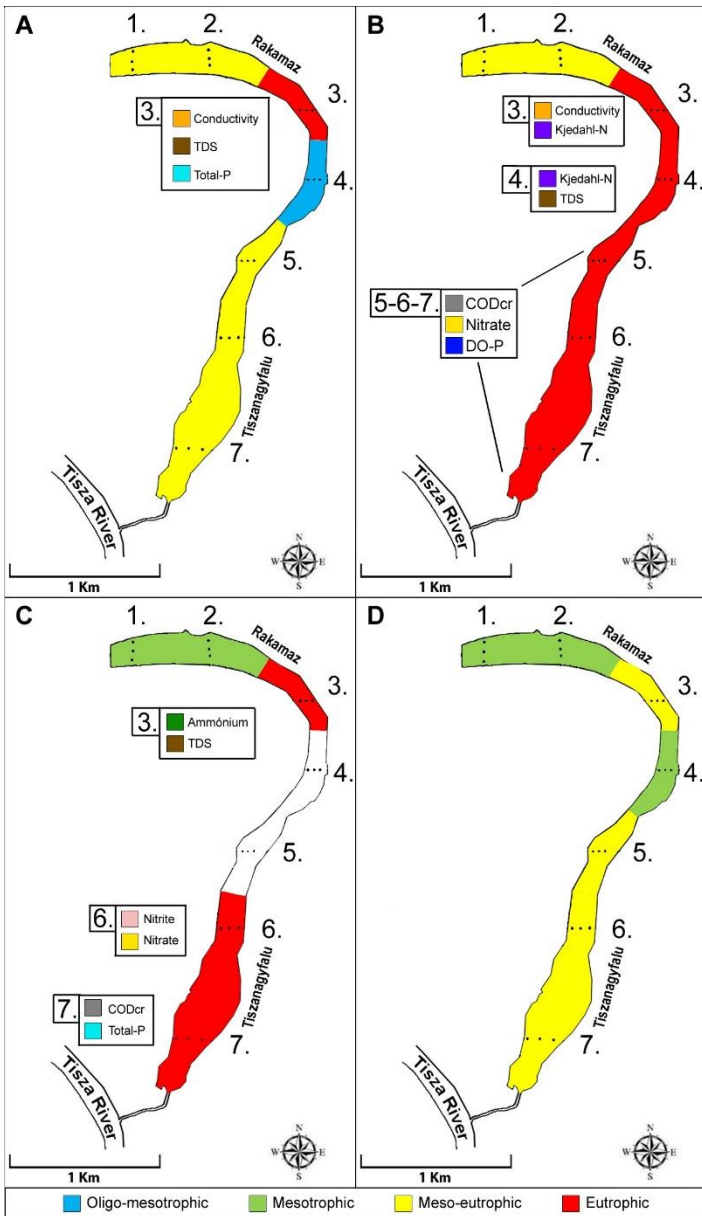 A
1.
2.
Rakamaz
3.
3.
Conductivity
TDS
Total-P
4.
5.
6.
Tiszanagyfalu
7.
Tisza River
N
W
E
S
1 Km
B
1.
2.
Rakamaz
3.
3.
Conductivity
Kjedahl-N
4.
4.
Kjedahl-N
TDS
5.
5-6-7.
CODcr
Nitrate
DO-P
6.
Tiszanagyfalu
7.
Tisza River
N
W
E
S
1 Km
C
1.
2.
Rakamaz
3.
3.
Ammónium
TDS
4.
5.
6.
Nitrite
Nitrate
6.
Tiszanagyfalu
7.
CODcr
Total-P
7.
Tisza River
N
W
E
S
1 Km
D
1.
2.
Rakamaz
3.
4.
5.
6.
Tiszanagyfalu
7.
Tisza River
N
W
E
S
1 Km
Oligo-mesotrophic
Mesotrophic
Meso-eutrophic
Eutrophic